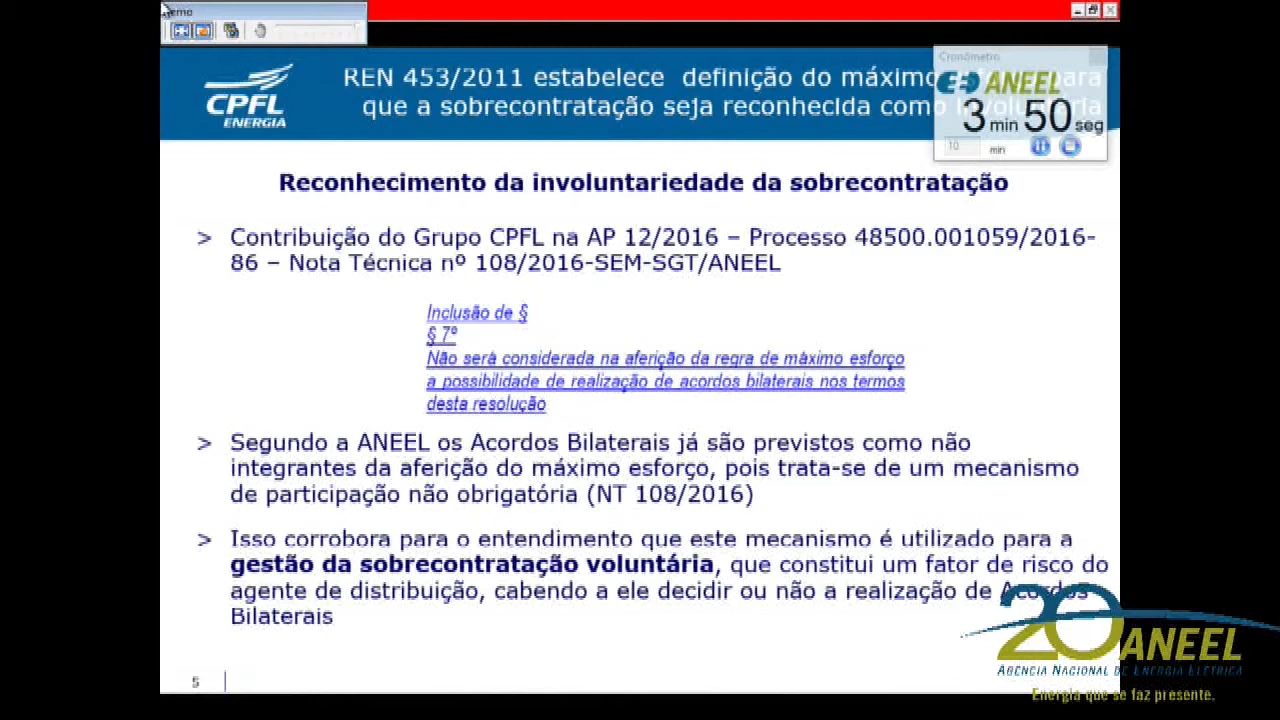 REN 453/2011 estabelece definição do máximo
que a sobrecontratação seja reconhecida como involuntária
CPFL
ENERGIA
Cronômetro
ANEEL
3 min 50 seg
10 min
Reconhecimento da involuntariedade da sobrecontratação
> Contribuição do Grupo CPFL na AP 12/2016 – Processo 48500.001059/2016-
86 – Nota Técnica nº 108/2016-SEM-SGT/ANEEL
Inclusão de §
§ 7º
Não será considerada na aferição da regra de máximo esforço
a possibilidade de realização de acordos bilaterais nos termos
desta resolução
> Segundo a ANEEL os Acordos Bilaterais já são previstos como não
integrantes da aferição do máximo esforço, pois trata-se de um mecanismo
de participação não obrigatória (NT 108/2016)
> Isso corrobora para o entendimento que este mecanismo é utilizado para a
gestão da sobrecontratação voluntária, que constitui um fator de risco do
agente de distribuição, cabendo a ele decidir ou não a realização de Acordos
Bilaterais
5
20 ANEEL
AGÊNCIA NACIONAL DE ENERGIA ELÉTRICA
Energia que se faz presente.